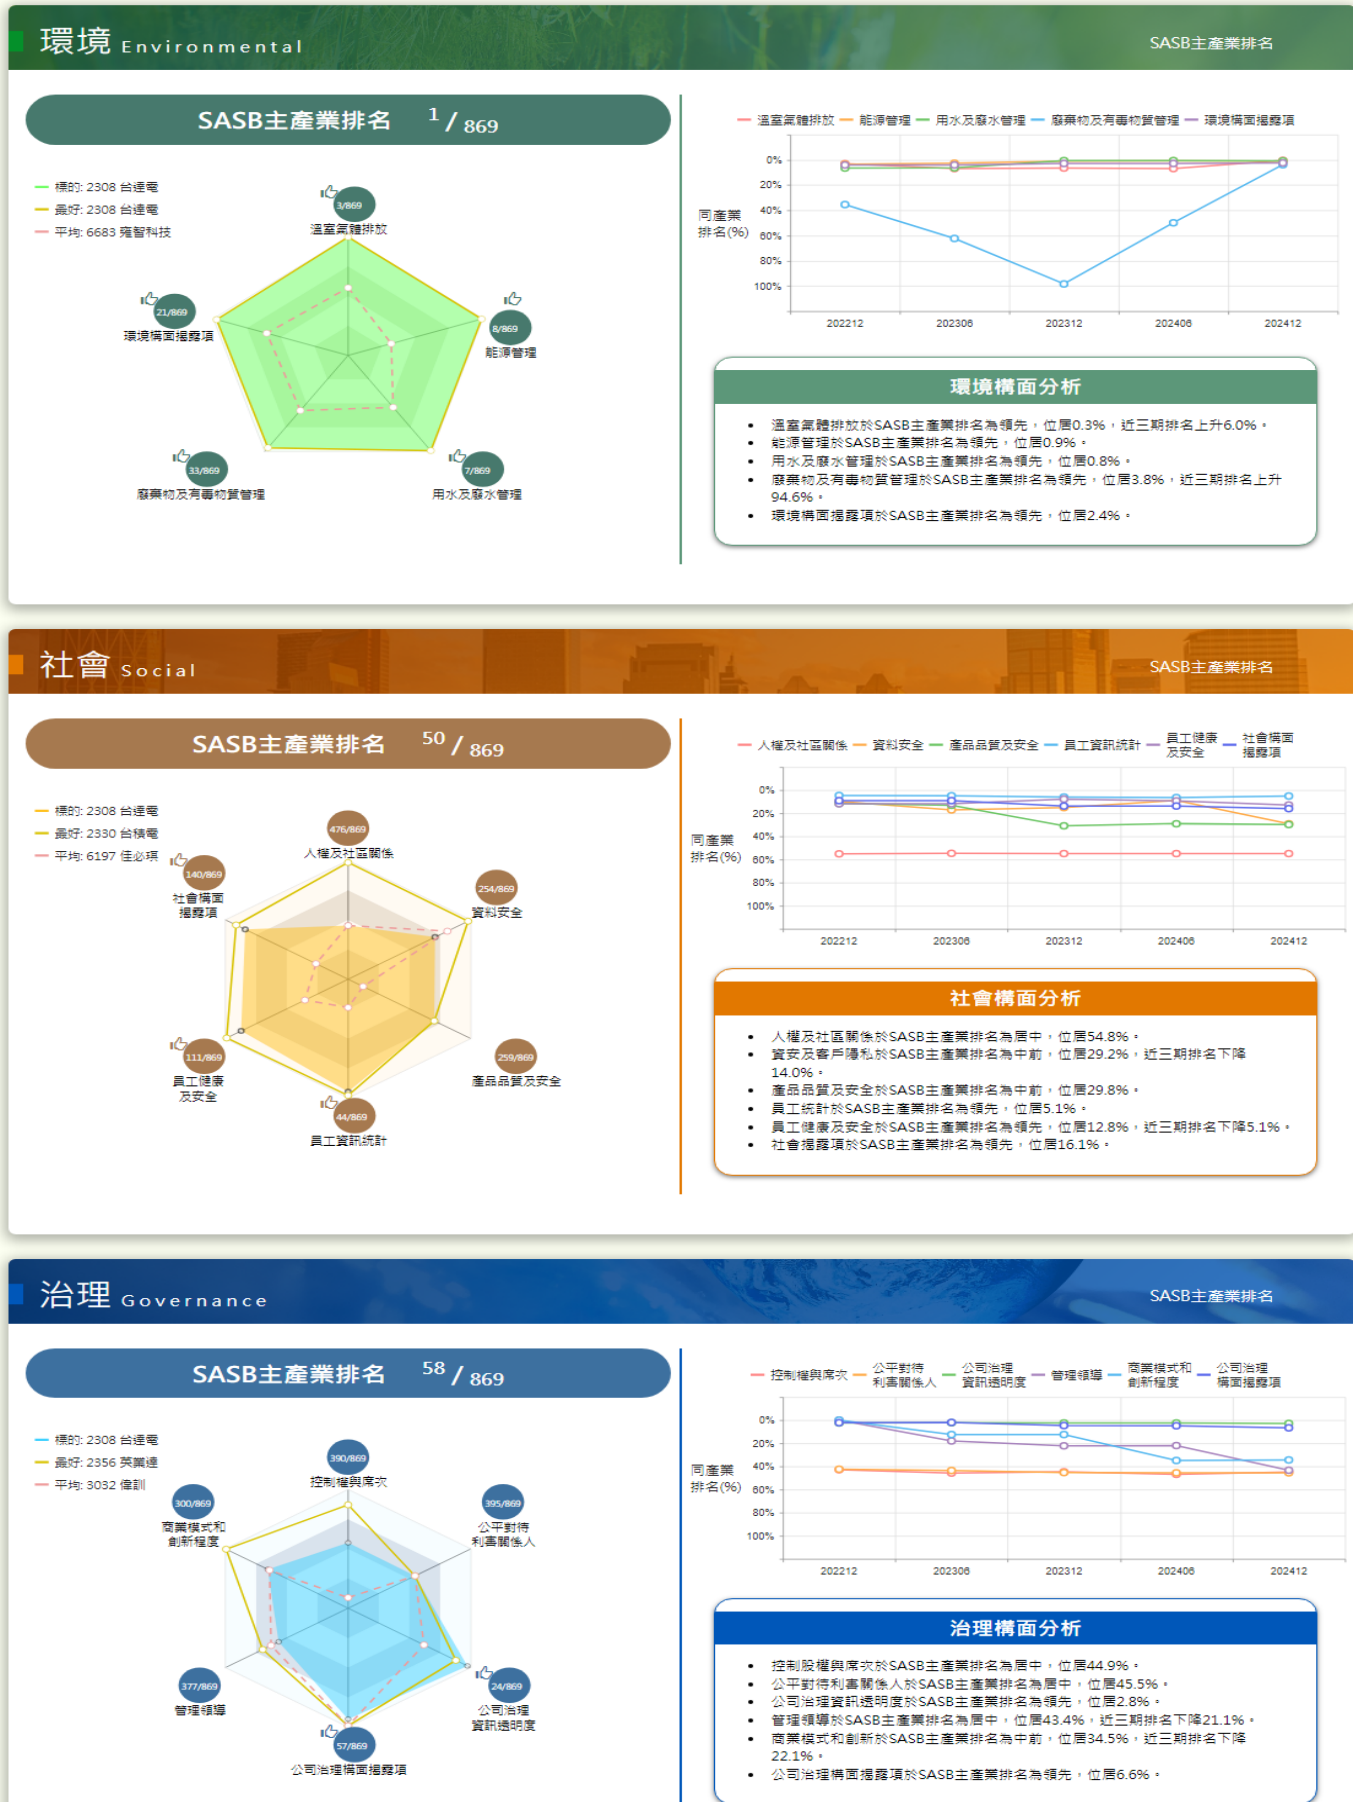 環境 Environmental
SASB主產業排名
SASB主產業排名 1 / 869
標的: 2308 台達電
最好: 2308 台達電
平均: 6683 雍智科技
3/869
溫室氣體排放
8/869
能源管理
7/869
用水及廢水管理
33/869
廢棄物及有毒物質管理
21/869
環境構面揭露項
溫室氣體排放 能源管理 用水及廢水管理 廢棄物及有毒物質管理 環境構面揭露項
同產業
排名(%)
0%
20%
40%
60%
80%
100%
202212 202306 202312 202406 202412
環境構面分析
• 溫室氣體排放於SASB主產業排名為領先，位居0.3%，近三期排名上升6.0%。
• 能源管理於SASB主產業排名為領先，位居0.9%。
• 用水及廢水管理於SASB主產業排名為領先，位居0.8%。
• 廢棄物及有毒物質管理於SASB主產業排名為領先，位居3.8%，近三期排名上升
94.6%。
• 環境構面揭露項於SASB主產業排名為領先，位居2.4%。
社會 Social
SASB主產業排名
SASB主產業排名 50 / 869
標的: 2308 台達電
最好: 2330 台積電
平均: 6197 佳必琪
476/869
人權及社區關係
254/869
資料安全
259/869
產品品質及安全
44/869
員工資訊統計
111/869
員工健康
及安全
140/869
社會構面
揭露項
人權及社區關係 資料安全 產品品質及安全 員工資訊統計 員工健康
及安全 社會構面
揭露項
同產業
排名(%)
0%
20%
40%
60%
80%
100%
202212 202306 202312 202406 202412
社會構面分析
• 人權及社區關係於SASB主產業排名為居中，位居54.8%。
• 資安及客戶隱私於SASB主產業排名為中前，位居29.2%，近三期排名下降
14.0%。
• 產品品質及安全於SASB主產業排名為中前，位居29.8%。
• 員工統計於SASB主產業排名為領先，位居5.1%。
• 員工健康及安全於SASB主產業排名為領先，位居12.8%，近三期排名下降5.1%。
• 社會揭露項於SASB主產業排名為領先，位居16.1%。
治理 Governance
SASB主產業排名
SASB主產業排名 58 / 869
標的: 2308 台達電
最好: 2356 英業達
平均: 3032 偉訓
390/869
控制權與席次
395/869
公平對待
利害關係人
24/869
公司治理
資訊透明度
57/869
公司治理構面揭露項
377/869
管理領導
300/869
商業模式和
創新程度
控制權與席次 公平對待
利害關係人 公司治理
資訊透明度 管理領導 商業模式和
創新程度 公司治理
構面揭露項
同產業
排名(%)
0%
20%
40%
60%
80%
100%
202212 202306 202312 202406 202412
治理構面分析
• 控制股權與席次於SASB主產業排名為居中，位居44.9%。
• 公平對待利害關係人於SASB主產業排名為居中，位居45.5%。
• 公司治理資訊透明度於SASB主產業排名為領先，位居2.8%。
• 管理領導於SASB主產業排名為居中，位居43.4%，近三期排名下降21.1%。
• 商業模式和創新於SASB主產業排名為中前，位居34.5%，近三期排名下降
22.1%。
• 公司治理構面揭露項於SASB主產業排名為領先，位居6.6%。